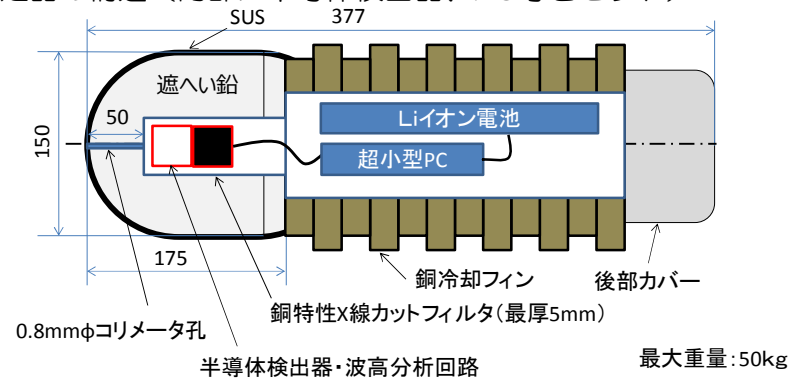 SUS
377
遮へい鉛
50
Liイオン電池
150
超小型PC
175
銅冷却フィン
後部カバー
銅特性X線カットフィルタ(最厚5mm)
0.8mmφコリメータ孔
半導体検出器・波高分析回路
最大重量:50kg